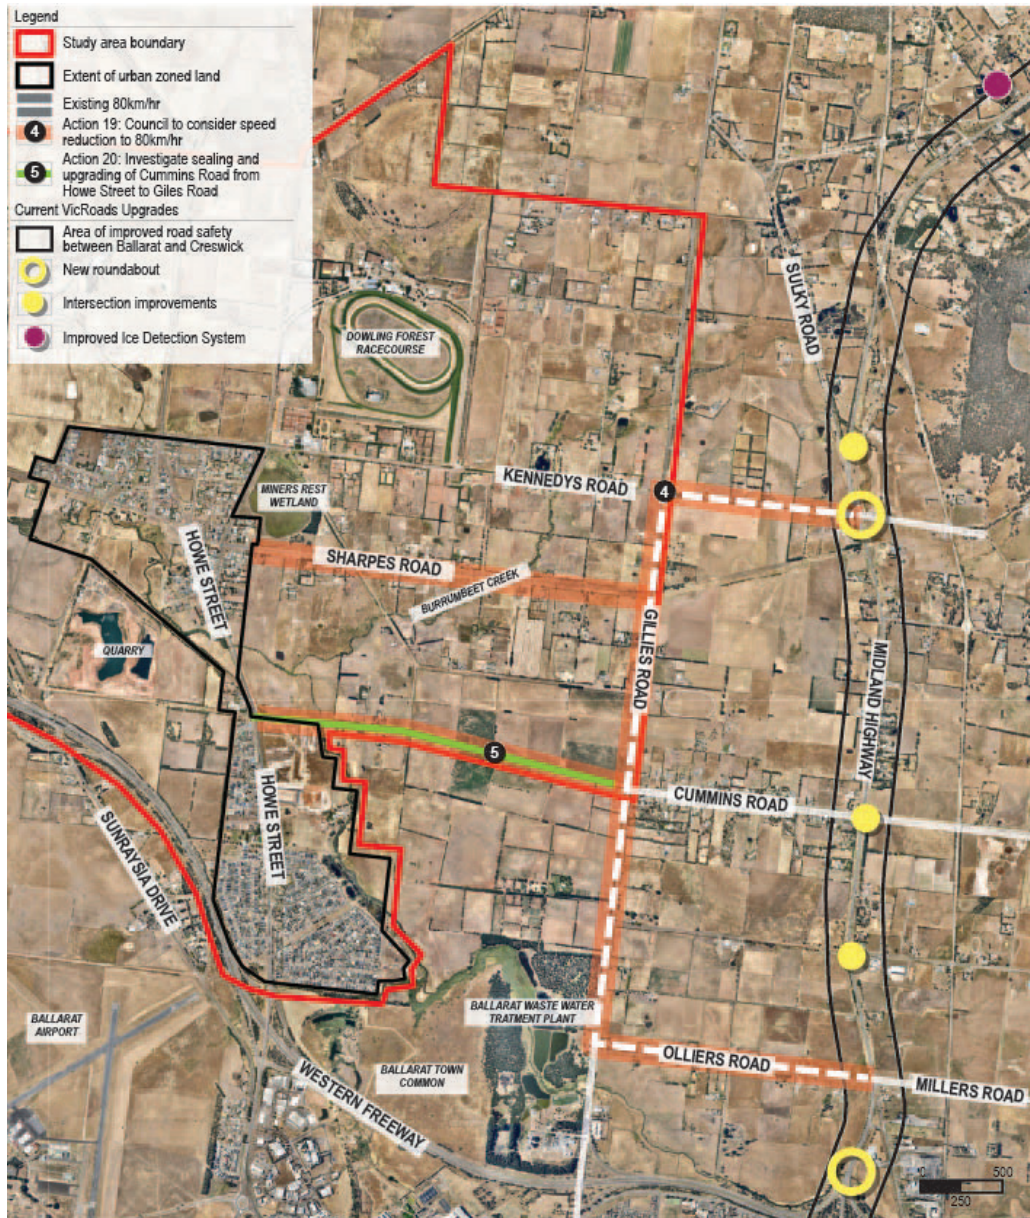 Legend
Study area boundary
Extent of urban zoned land
Existing 80km/hr
4
Action 19: Council to consider speed
reduction to 80km/hr
5
Action 20: Investigate sealing and
upgrading of Cummins Road from
Howe Street to Giles Road
Current VicRoads Upgrades
Area of improved road safety
between Ballarat and Creswick
New roundabout
Intersection improvements
Improved Ice Detection System
SULKY ROAD
DOWLING FOREST
RACECOURSE
KENNEDYS ROAD
4
MINERS REST
WETLAND
HOWE STREET
SHARPES ROAD
BURRUMBEET CREEK
GILLIES ROAD
QUARRY
MIDLAND HIGHWAY
5
CUMMINS ROAD
HOWE STREET
SUNRAYSIA DRIVE
BALLARAT
AIRPORT
BALLARAT WASTE WATER
TRATMENT PLANT
OLLIERS ROAD
BALLARAT TOWN
COMMON
MILLERS ROAD
WESTERN FREEWAY
0
500
250